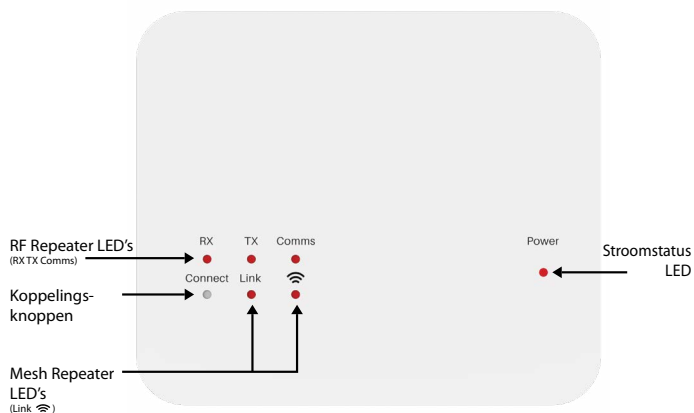 RX TX Comms
Power
RF Repeater LED's
(RX TX Comms)
Stroomstatus
LED
Connect Link
Koppelings-
knoppen
Mesh Repeater
LED's
(Link )